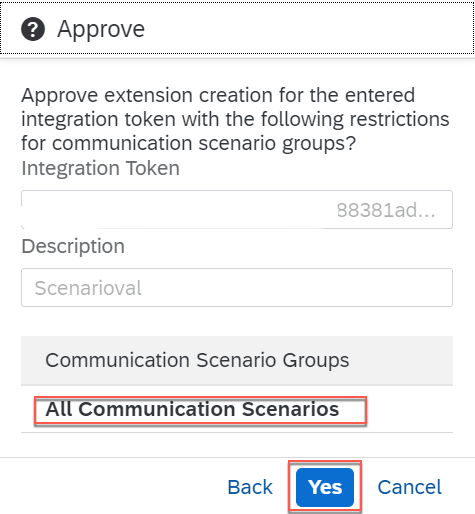 Approve
Approve extension creation for the entered
integration token with the following restrictions
for communication scenario groups?
Integration Token
88381ad...
Description
Scenarioval
Communication Scenario Groups
All Communication Scenarios
Back Yes Cancel